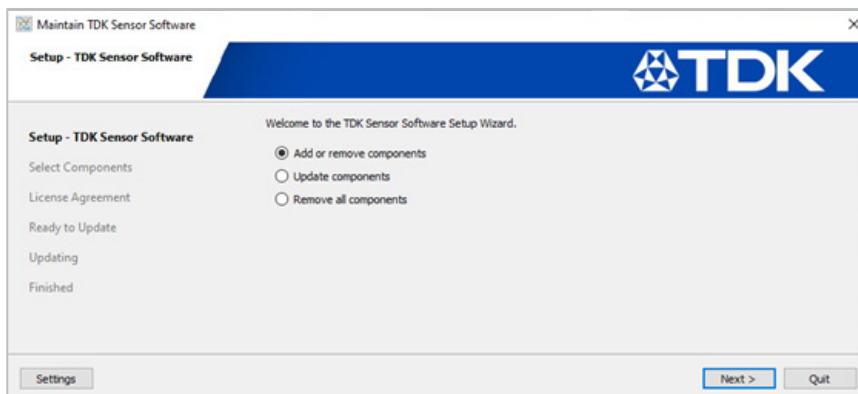 Maintain TDK Sensor Software
Setup - TDK Sensor Software
TDK
Setup - TDK Sensor Software
Select Components
License Agreement
Ready to Update
Updating
Finished
Welcome to the TDK Sensor Software Setup Wizard.
Add or remove components
Update components
Remove all components
Settings
Next >
Quit